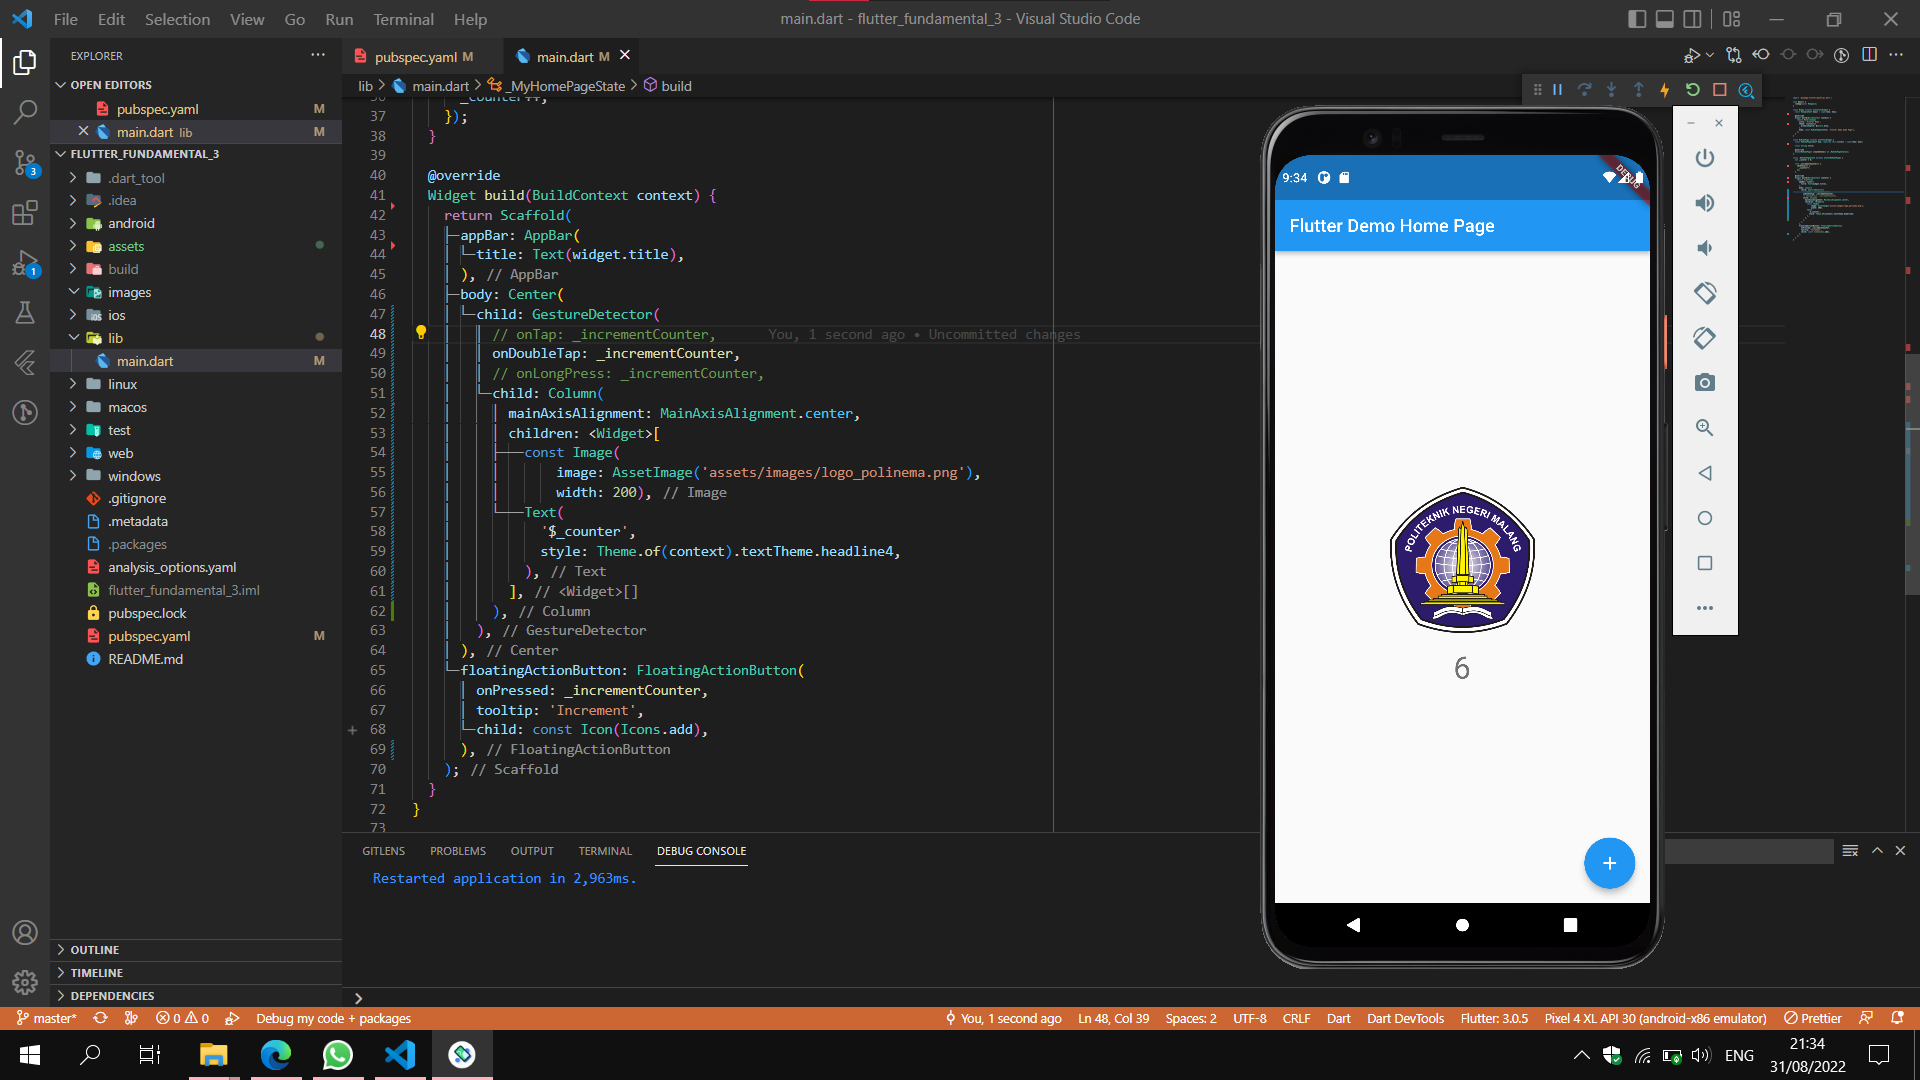 File Edit Selection View Go Run Terminal Help
main.dart - flutter_fundamental_3 - Visual Studio Code
EXPLORER
OPEN EDITORS
pubspec.yaml M
main.dart lib M
FLUTTER_FUNDAMENTAL_3
.dart_tool
.idea
android
assets
build
images
ios
lib
main.dart M
linux
macos
test
web
windows
.gitignore
.metadata
.packages
analysis_options.yaml
flutter_fundamental_3.iml
pubspec.lock
pubspec.yaml M
README.md
OUTLINE
TIMELINE
DEPENDENCIES
3
1
pubspec.yaml M
main.dart M
lib > main.dart > _MyHomePageState > build
36 _counter++;
37 });
38 }
39
40 @override
41 Widget build(BuildContext context) {
42 return Scaffold(
43 appBar: AppBar(
44 title: Text(widget.title),
45 ), // AppBar
46 body: Center(
47 child: GestureDetector(
48 // onTap: _incrementCounter, You, 1 second ago • Uncommitted changes
49 onDoubleTap: _incrementCounter,
50 // onLongPress: _incrementCounter,
51 child: Column(
52 mainAxisAlignment: MainAxisAlignment.center,
53 children: <Widget>[
54 const Image(
55 image: AssetImage('assets/images/logo_polinema.png'),
56 width: 200), // Image
57 Text(
58 '$_counter',
59 style: Theme.of(context).textTheme.headline4,
60 ), // Text
61 ], // <Widget>[]
62 ), // Column
63 ), // GestureDetector
64 ), // Center
65 floatingActionButton: FloatingActionButton(
66 onPressed: _incrementCounter,
67 tooltip: 'Increment',
68 child: const Icon(Icons.add),
69 ), // FloatingActionButton
70 ); // Scaffold
71 }
72 }
73
GITLENS PROBLEMS OUTPUT TERMINAL DEBUG CONSOLE
Restarted application in 2,963ms.
9:34
DEBUG
Flutter Demo Home Page
POLITEKNIK NEGERI MALANG
6
master* 0 0 Debug my code + packages
You, 1 second ago Ln 48, Col 39 Spaces: 2 UTF-8 CRLF Dart Dart DevTools Flutter: 3.0.5 Pixel 4 XL API 30 (android-x86 emulator) Prettier
ENG
21:34
31/08/2022